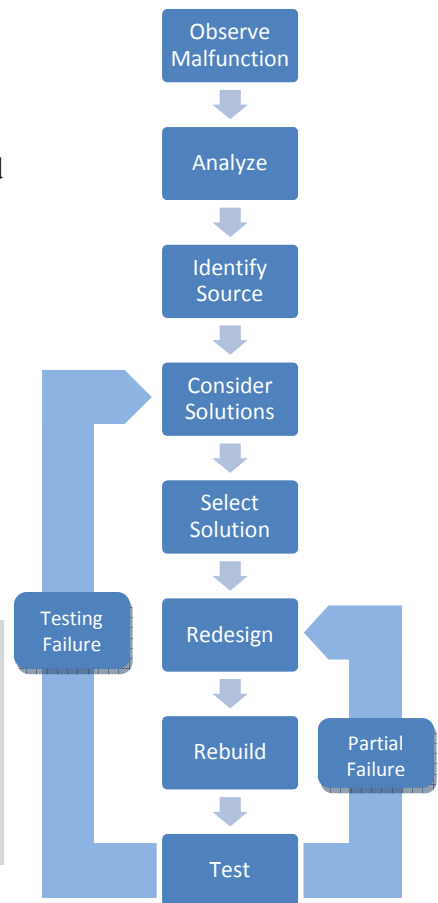 Observe
Malfunction
Analyze
Identify
Source
Consider
Solutions
Select
Solution
Testing
Failure
Redesign
Rebuild
Partial
Failure
Test